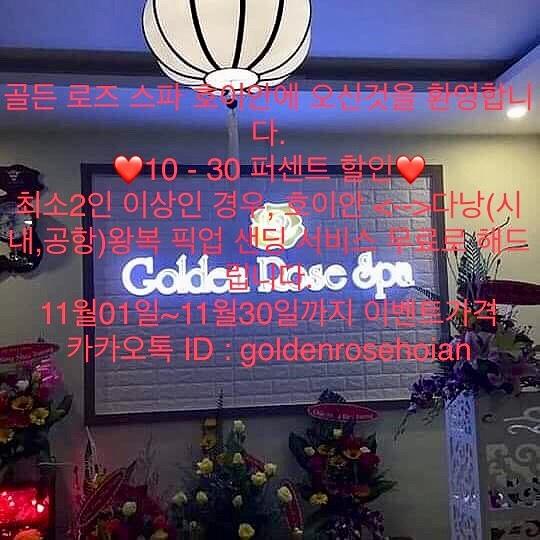 골든 로즈 스파 호이안에 오신것을 환영합니
다.
❤️10 - 30 퍼센트 할인❤️
최소2인 이상인 경우, 호이안 <~>다낭(시
내,공항)왕복 픽업 샌딩 서비스 무료로 해드
립니다.
Golden Rose Spa
11월01일~11월30일까지 이벤트가격
카카오톡 ID : goldenrosehoian